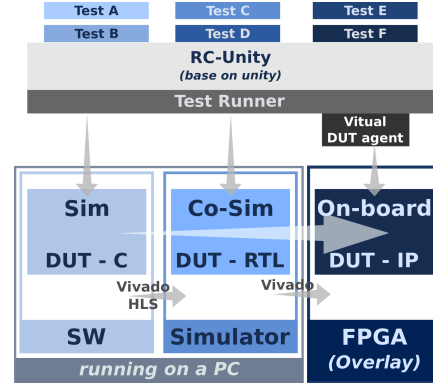 Test A
Test C
Test E
Test B
Test D
Test F
RC-Unity
(base on unity)
Test Runner
Vitual
DUT agent
Sim
Co-Sim
On-board
DUT - C
DUT - RTL
DUT - IP
Vivado
HLS
Vivado
SW
Simulator
FPGA
(Overlay)
running on a PC